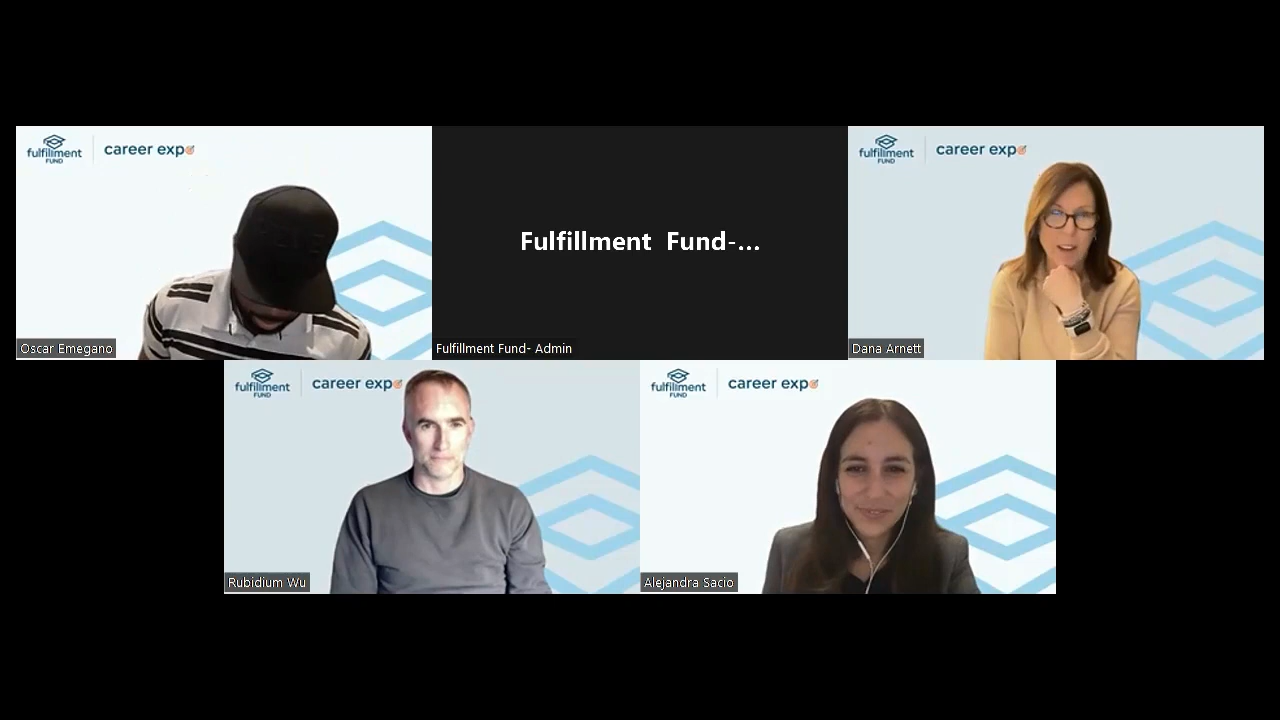 fulfillment
FUND
career expo
Oscar Emegano
Fulfillment Fund-...
Fulfillment Fund- Admin
fulfillment
FUND
career expo
Dana Arnett
fulfillment
FUND
career expo
Rubidium Wu
fulfillment
FUND
career expo
Alejandra Sacio